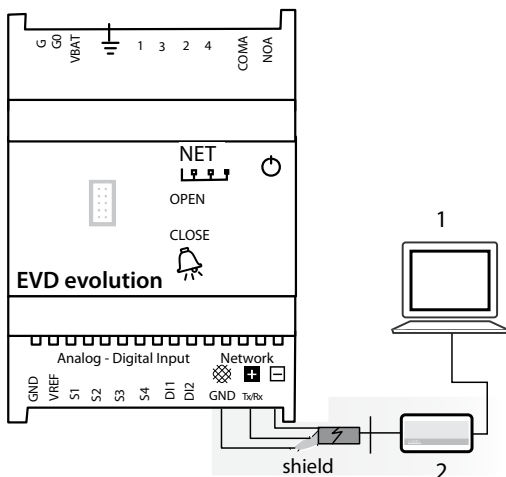 G G0 VBAT 1 3 2 4 COMA NOA
NET
OPEN
CLOSE
EVD evolution
1
Analog - Digital Input Network
GND VREF S1 S2 S3 S4 DI1 DI2 GND Tx/Rx
shield
2